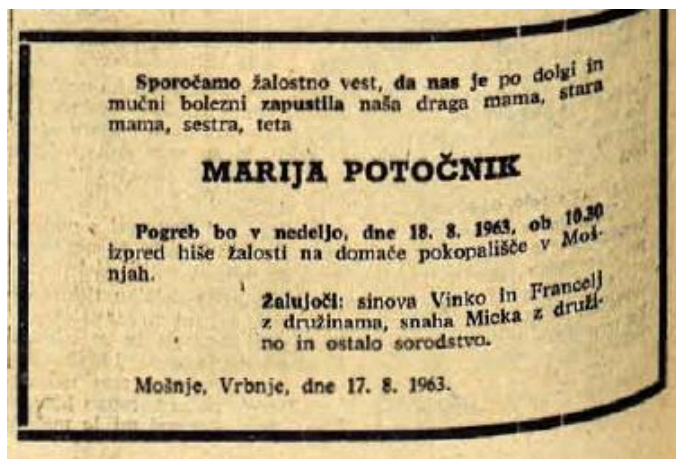 Sporočamo žalostno vest, da nas je po dolgi in
mučni bolezni zapustila naša draga mama, stara
mama, sestra, teta
MARIJA POTOČNIK
Pogreb bo v nedeljo, dne 18. 8. 1963, ob 10.30
izpred hiše žalosti na domače pokopališče v Moš-
njah.
Žalujoči: sinova Vinko in Francelj
z družinama, snaha Micka z druži-
no in ostalo sorodstvo.
Mošnje, Vrbnje, dne 17. 8. 1963.